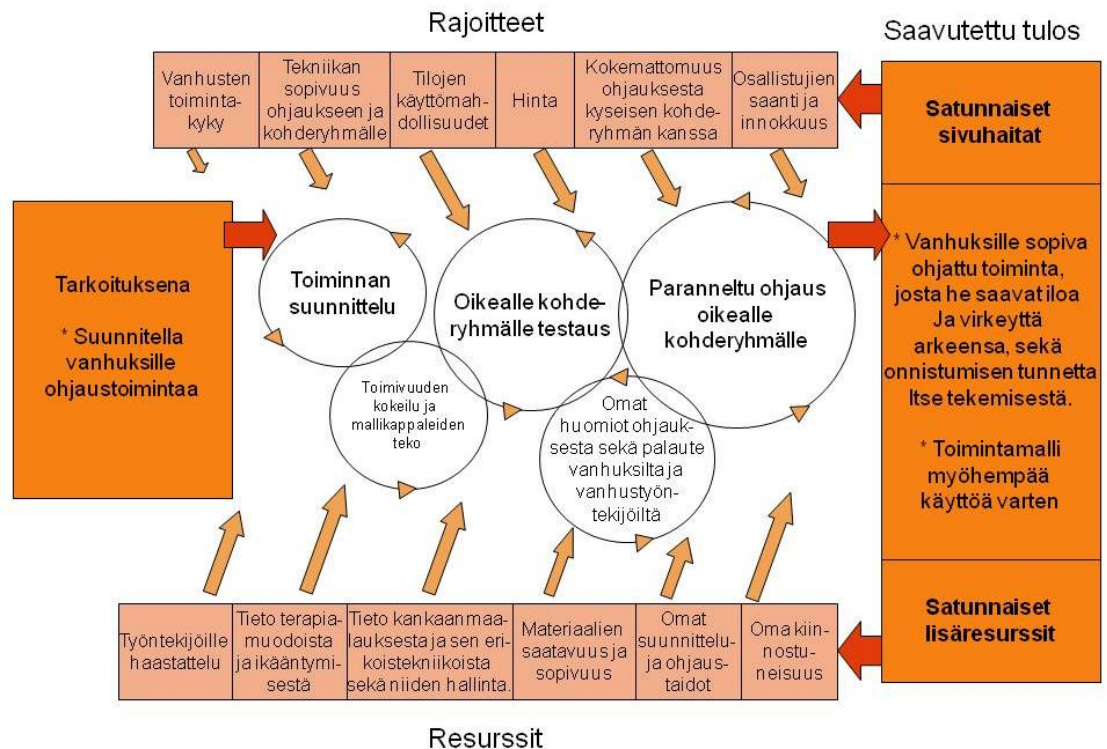 Rajoitteet
Saavutettu tulos
Vanhusten
toiminta-
kyky
Tekniikan
sopivuus
ohjaukseen ja
kohderyhmälle
Tilojen
käyttömah-
dollisuudet
Hinta
Kokemattomuus
ohjauksesta
kyseisen kohde-
ryhmän kanssa
Osallistujien
saanti ja
innokkuus
Satunnaiset
sivuhaitat
Tarkoituksena
* Suunnitella
vanhuksille
ohjaustoimintaa
Toiminnan
suunnittelu
Oikealle kohde-
ryhmälle testaus
Paranneltu ohjaus
oikealle
kohderyhmälle
Toimivuuden
kokeilu ja
mallikappaleiden
teko
Omat
huomiot ohjauk-
sesta sekä palaute
vanhuksilta ja
vanhustyön-
tekijöiltä
* Vanhuksille sopiva
ohjattu toiminta,
josta he saavat iloa
Ja virkeyttä
arkeensa, sekä
onnistumisen tunnetta
Itse tekemisestä.
* Toimintamalli
myöhempää
käyttöä varten
Työntekijöille
haastattelu
Tieto terapia-
muodoista
ja ikääntymi-
sestä
Tieto kankaanmaa-
lauksesta ja sen eri-
koistekniikoista
sekä niiden hallinta.
Materiaalien
saatavuus ja
sopivuus
Omat
suunnittelu-
ja ohjaus-
taidot
Oma kiin-
nostu-
neisuus
Satunnaiset
lisäresurssit
Resurssit